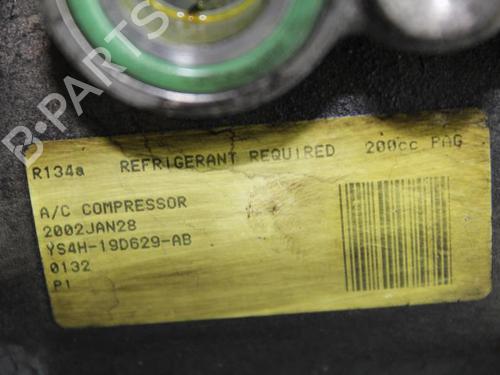 B-PARTS
R134a REFRIGERANT REQUIRED 200cc PAG
A/C COMPRESSOR
2002JAN28
YS4H-19D629-AB
0132
P1